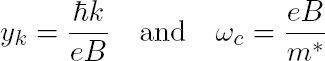 y_k = \frac{\hbar k}{eB} \quad \text{and} \quad \omega_c = \frac{eB}{m^*}